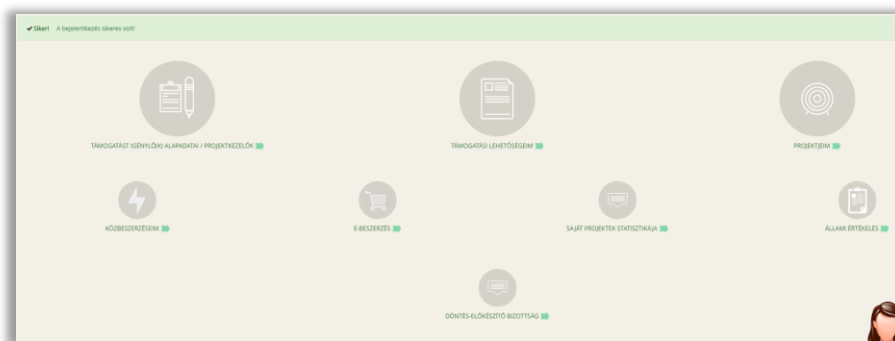 Siker! A bejelentkezés sikeres volt!
TÁMOGATÁST IGÉNYLŐ(K) ALAPADATAI / PROJEKTKEZELŐK
TÁMOGATÁSI LEHETŐSÉGEIM
PROJEKTJEIM
KÖZBESZERZÉSEIM
E-BESZERZÉS
SAJÁT PROJEKTEK STATISZTIKÁJA
ÁLLAMI ÉRTÉKELÉS
DÖNTÉS-ELŐKÉSZÍTŐ BIZOTTSÁG